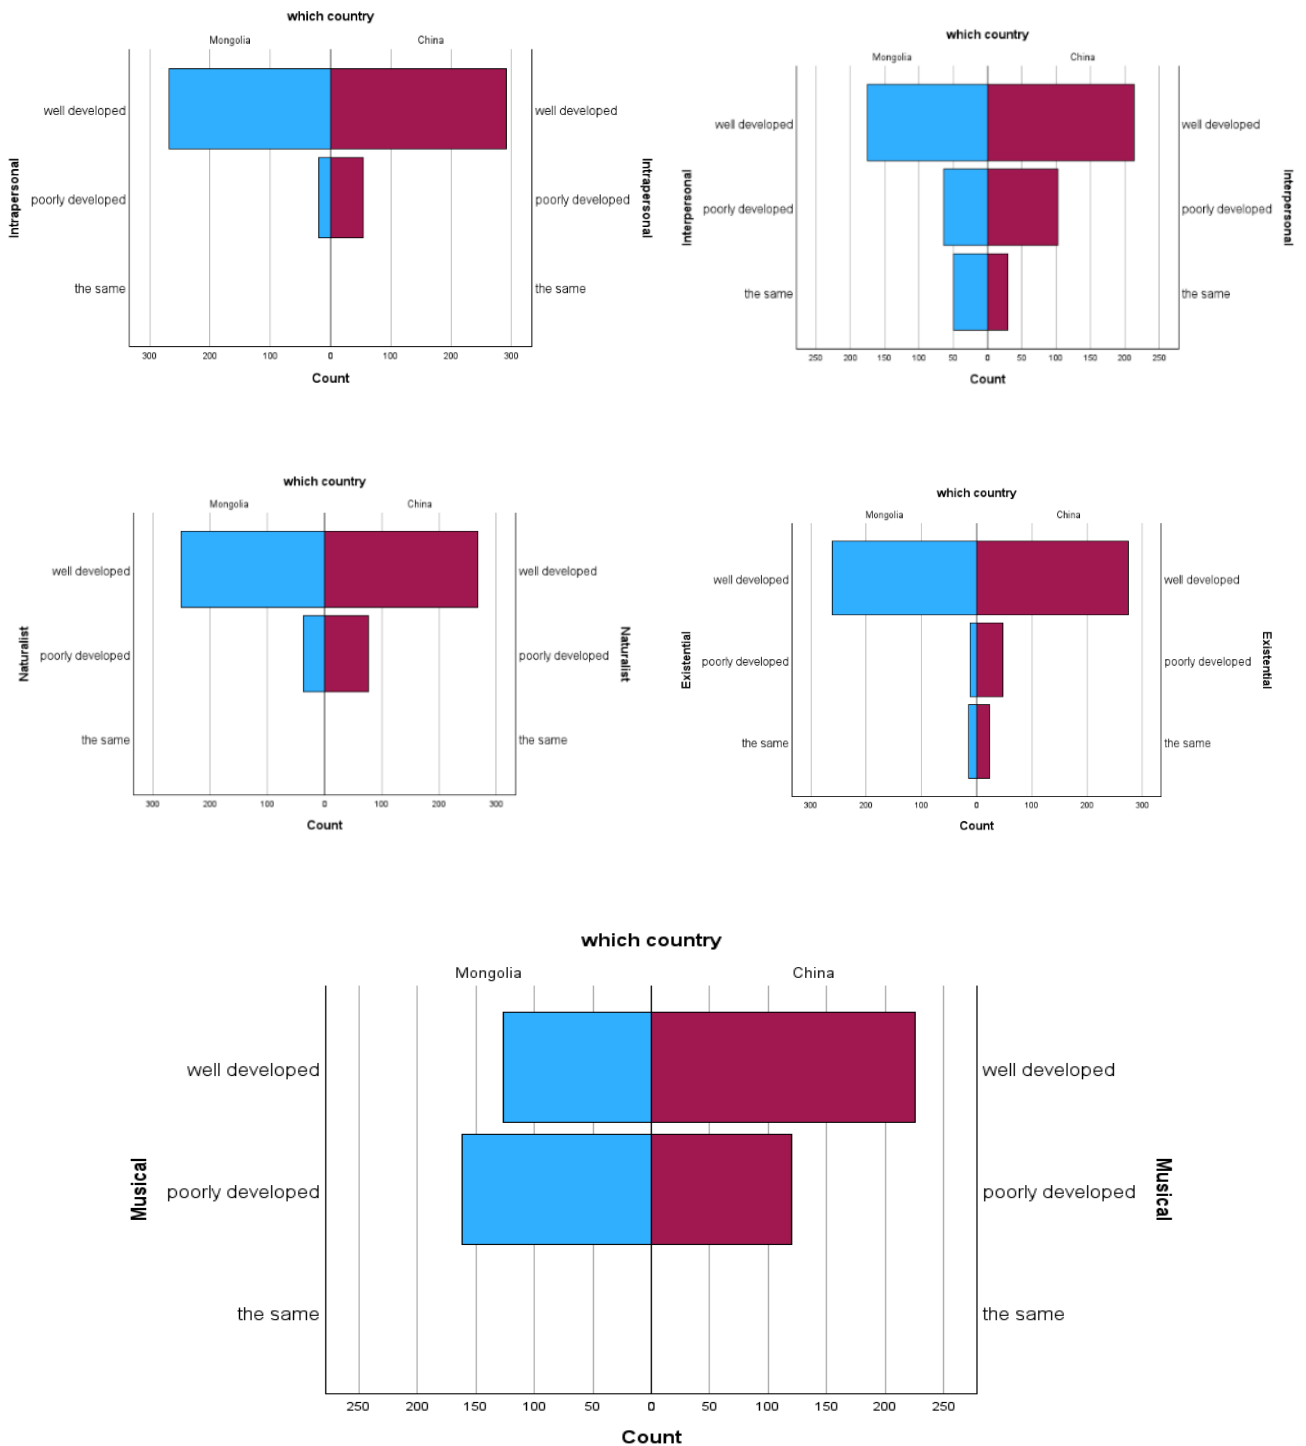 which country
Mongolia China
well developed well developed
Intrapersonal poorly developed poorly developed Intrapersonal
the same the same
300 200 100 0 100 200 300
Count
which country
Mongolia China
well developed well developed
Interpersonal poorly developed poorly developed Interpersonal
the same the same
250 200 150 100 50 0 50 100 150 200 250
Count
which country
Mongolia China
well developed well developed
Naturalist poorly developed poorly developed Naturalist
the same the same
300 200 100 0 100 200 300
Count
which country
Mongolia China
well developed well developed
Existential poorly developed poorly developed Existential
the same the same
300 200 100 0 100 200 300
Count
which country
Mongolia China
well developed well developed
Musical poorly developed poorly developed Musical
the same the same
250 200 150 100 50 0 50 100 150 200 250
Count